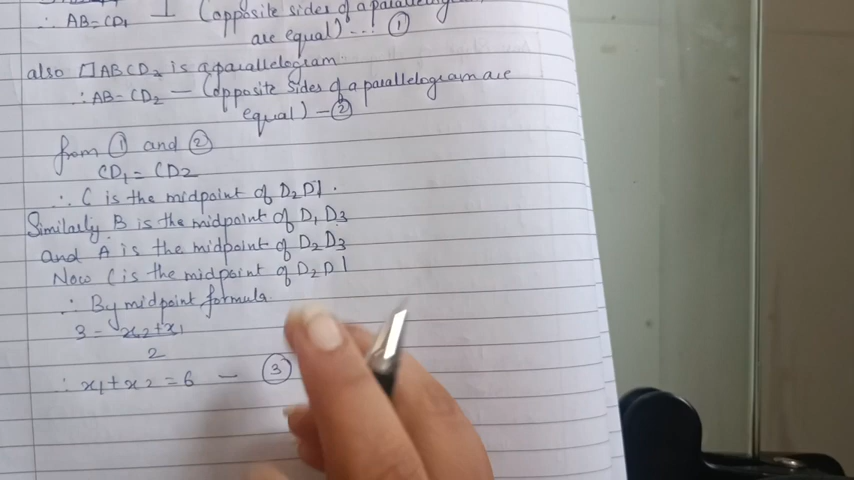 ∴ AB=CD₁ — (opposite sides of a parallelogram
are equal)... ①
also □ABCD₂ is a parallelogram.
∴ AB=CD₂ — (opposite sides of a parallelogram are
equal) — ②
from ① and ②
CD₁ = CD2
∴ C is the midpoint of D₂D1.
Similarly B is the midpoint of D₁D₃
and A is the midpoint of D₂D₃
Now C is the midpoint of D₂D1
∴ By midpoint formula.
3 = x₂+x₁
2
∴ x₁+x₂ = 6 — ③